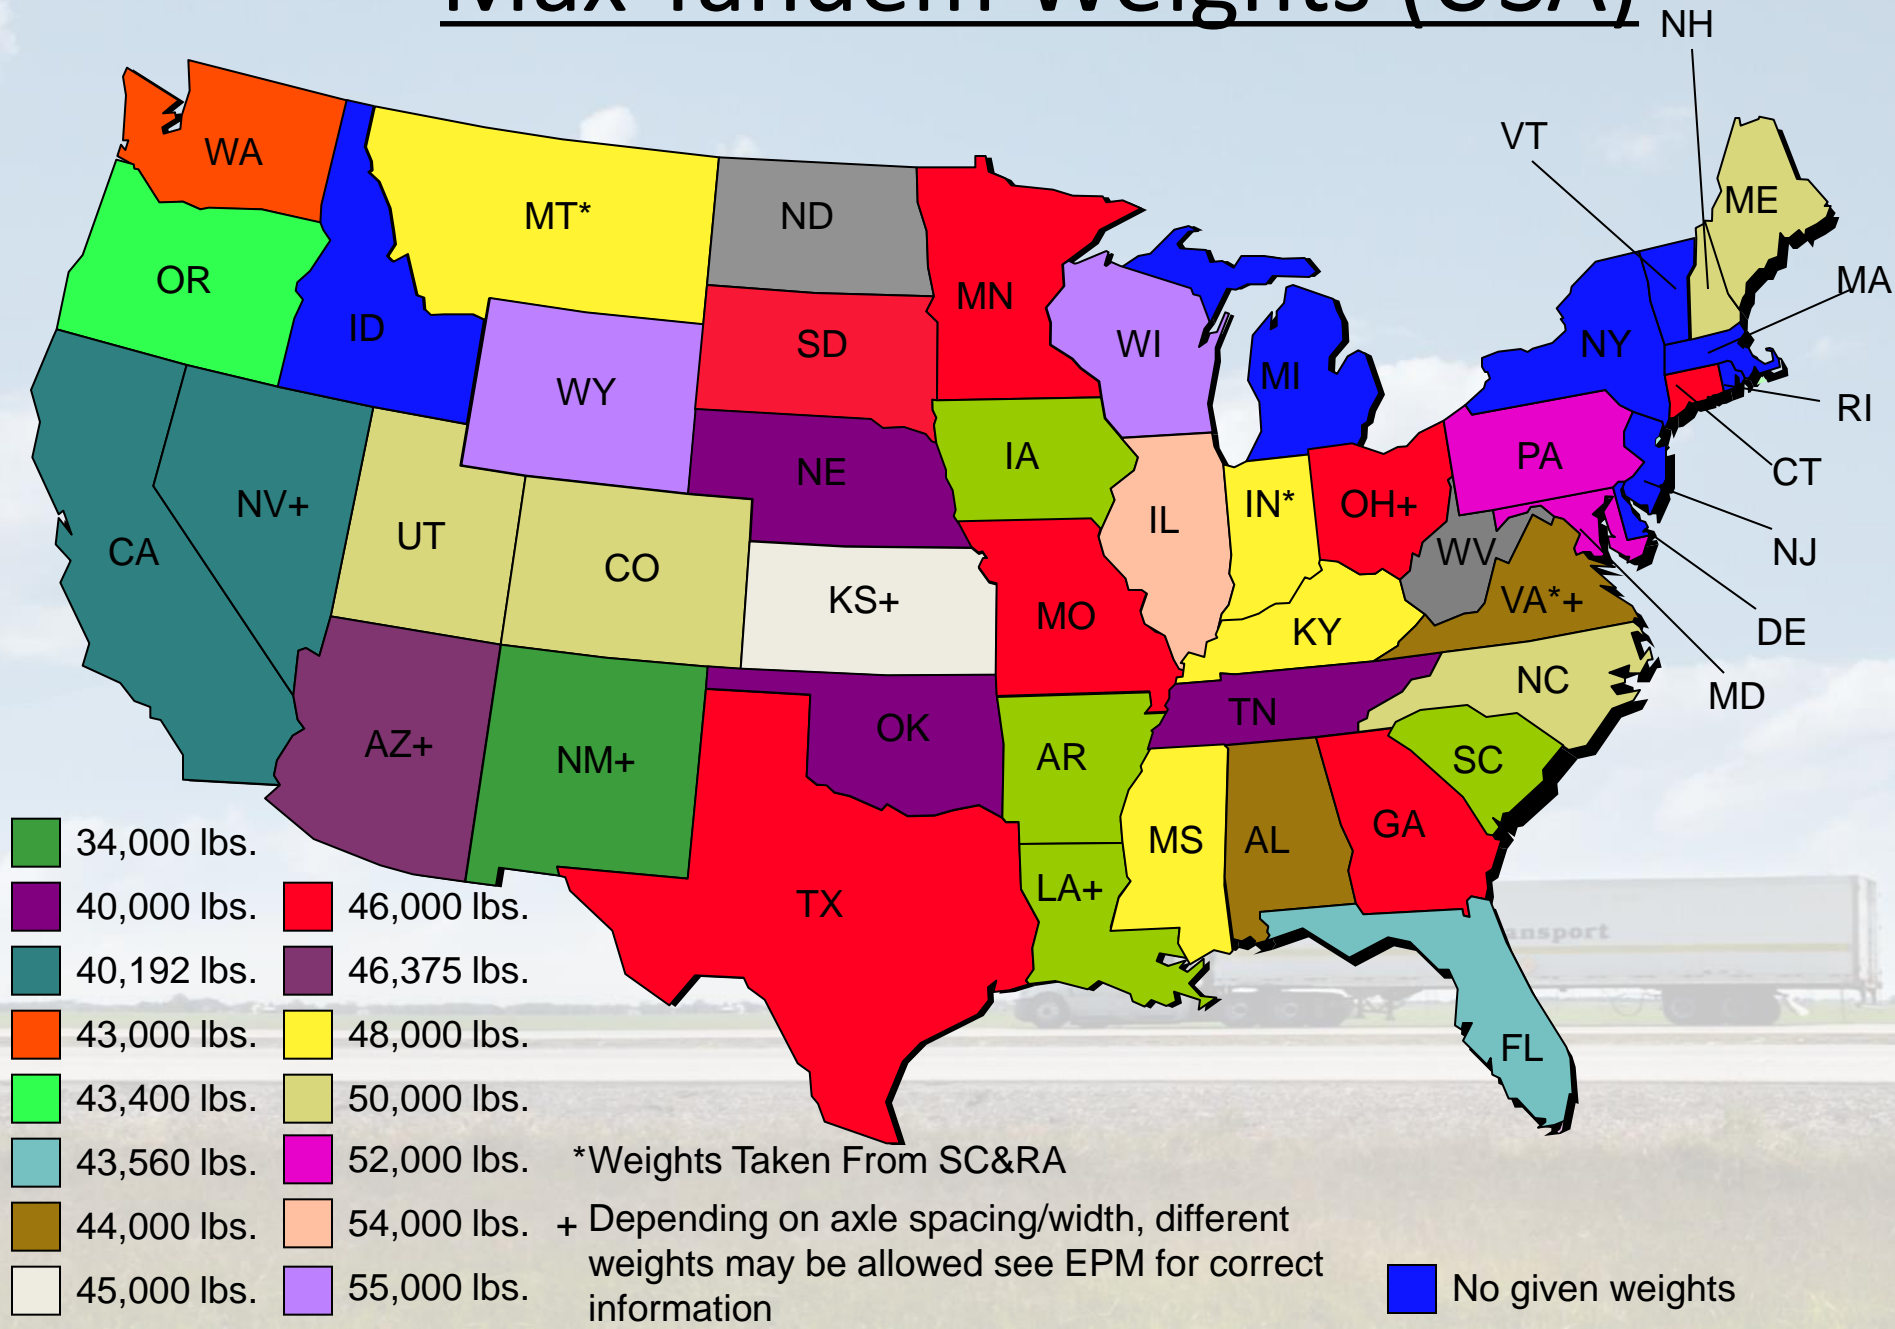 Max Tandem Weights (USA)
NH
VT
WA
ME
MT*
ND
OR
MN
MA
ID
WI
NY
SD
MI
WY
RI
IA
PA
NE
CT
NV+
IN*
OH+
IL
UT
CA
WV
NJ
CO
KS+
VA*+
MO
KY
DE
NC
MD
TN
OK
AZ+
NM+
AR
SC
GA
MS
AL
LA+
TX
FL
34,000 lbs.
40,000 lbs.
40,192 lbs.
43,000 lbs.
43,400 lbs.
43,560 lbs.
44,000 lbs.
45,000 lbs.
46,000 lbs.
46,375 lbs.
48,000 lbs.
50,000 lbs.
52,000 lbs.
54,000 lbs.
55,000 lbs.
*Weights Taken From SC&RA
+ Depending on axle spacing/width, different
weights may be allowed see EPM for correct
information
No given weights